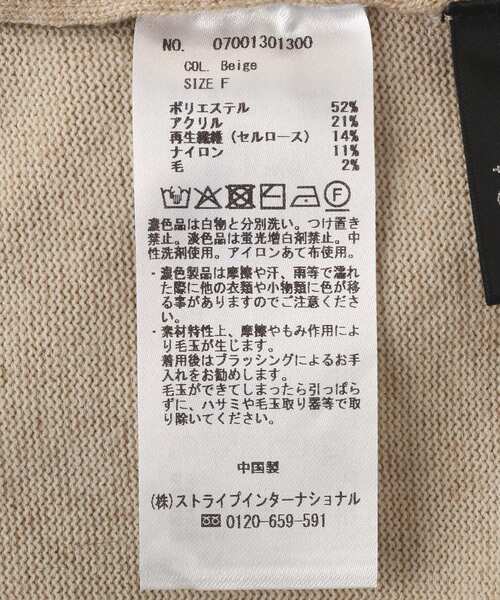 NO. 07001301300
COL. Beige
SIZE F
ポリエステル 52%
アクリル 21%
再生繊維（セルロース） 14%
ナイロン 11%
毛 2%
F
濃色品は白物と分別洗い。つけ置き
禁止。淡色品は蛍光増白剤禁止。中
性洗剤使用。アイロンあて布使用。
・濃色製品は摩擦や汗、雨等で濡れ
た際に他の衣類や小物類に色が移
る事がありますのでご注意くださ
い。
・素材特性上、摩擦やもみ作用によ
り毛玉が生じます。
着用後はブラッシングによるお手
入れをお勧めします。
毛玉ができてしまったら引っぱら
ずに、ハサミや毛玉取り器等で取
り除いてください。
中国製
(株)ストライプインターナショナル
0120-659-591